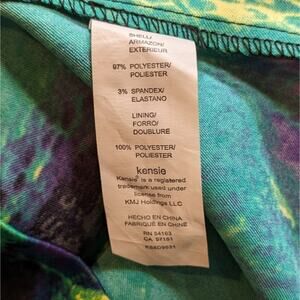 SHELL/
ARMAZON/
EXTERIEUR
97% POLYESTER/
POLIESTER
3% SPANDEX/
ELASTANO
LINING/
FORRO/
DOUBLURE
100% POLYESTER/
POLIESTER
kensie
Kensie is a registered
trademark used under
license from
KMJ Holdings LLC
HECHO EN CHINA
FABRIQUÉ EN CHINE
RN 54163
CA 57161